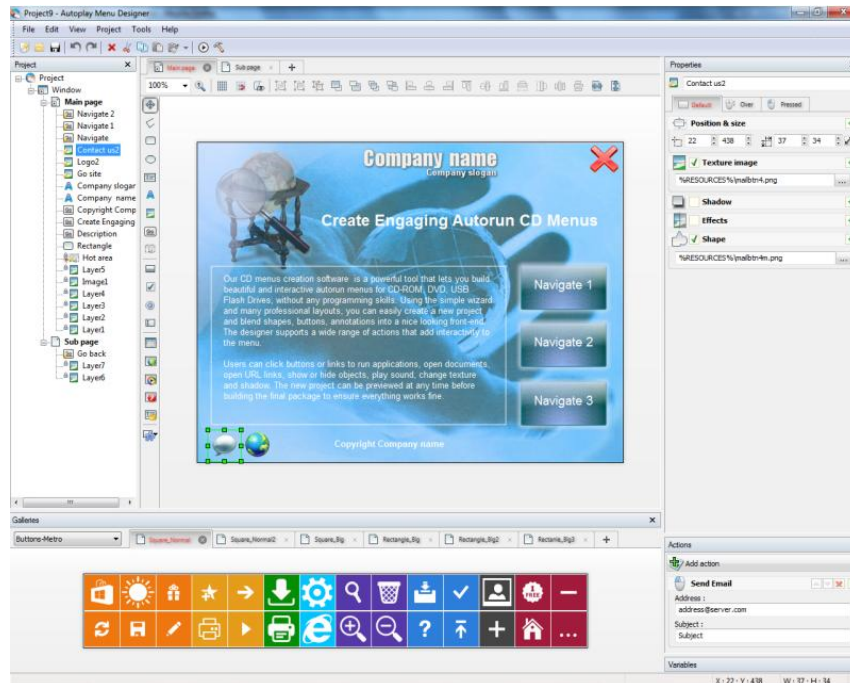 Project9 - Autoplay Menu Designer
File Edit View Project Tools Help
Project
Main page
Sub page
Properties
Project
Window
Main page
Navigate 2
Navigate 1
Navigate
Contact us2
Logo2
Go site
Company slogar
Company name
Copyright Comp
Create Engaging
Description
Rectangle
Hot area
Layer5
Image1
Layer4
Layer3
Layer2
Layer1
Sub page
Go back
Layer7
Layer6
100%
Company name
Company slogan
Create Engaging Autorun CD Menus
Our CD menus creation software is a powerful tool that lets you build
beautiful and interactive autorun menus for CD-ROM, DVD, USB
Flash Drives, without any programming skills. Using the simple wizard
and many professional layouts, you can easily create a new project
and blend shapes, buttons, annotations into a nice looking front-end.
The designer supports a wide range of actions that add interactivity to
the menu.
Users can click buttons or links to run applications, open documents,
open URL links, show or hide objects, play sound, change texture
and shadow. The new project can be previewed at any time before
building the final package to ensure everything works fine.
Navigate 1
Navigate 2
Navigate 3
Copyright Company name
Contact us2
Default Over Pressed
Position & size
22 438 37 34
Texture image
%RESOURCES%\mailbtn4.png
Shadow
Effects
Shape
%RESOURCES%\mailbtn4m.png
Galleries
Buttons-Metro
Square_Normal
Square_Normal2
Square_Big
Rectangle_Big
Rectangle_Big2
Rectanle_Big3
1
FREE
Actions
Add action
Send Email
Address :
address@server.com
Subject :
Subject
Variables
X : 22 - Y : 438 W : 37 - H : 34